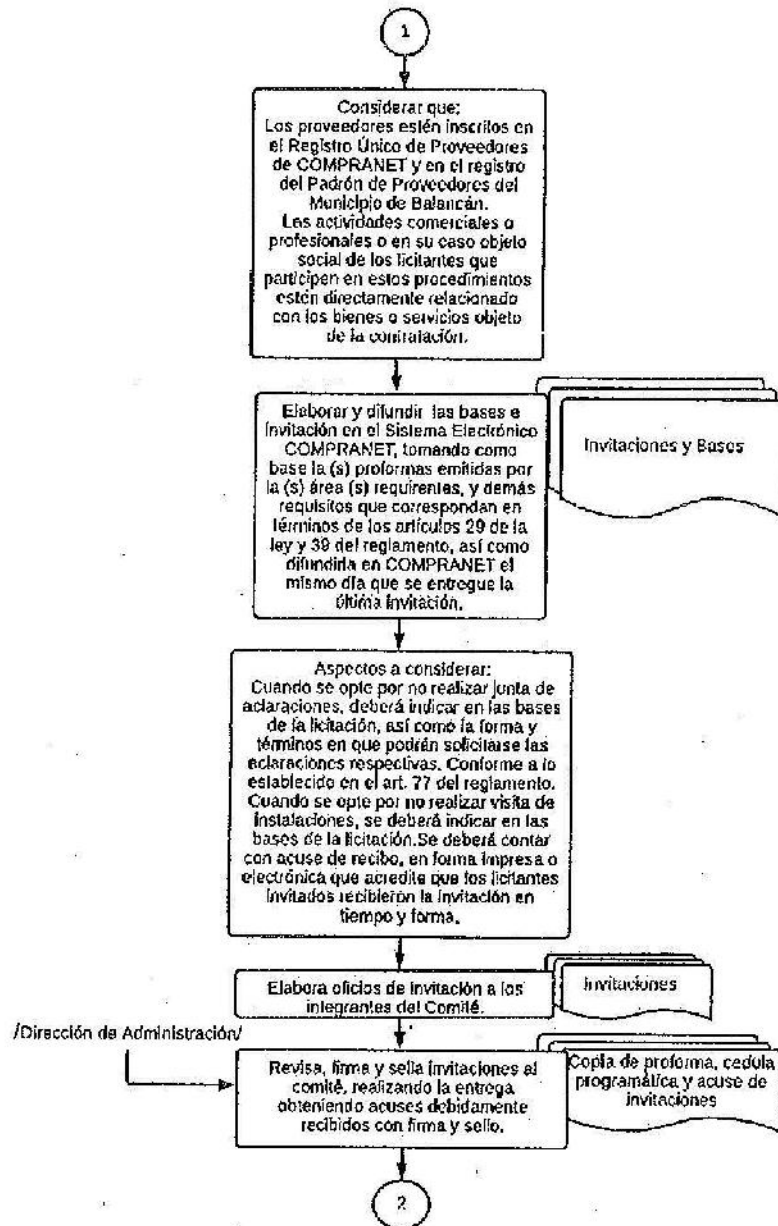 1
Considerar que:
Los proveedores estén inscritos en
el Registro Único de Proveedores
de COMPRANET y en el registro
del Padrón de Proveedores del
Municipio de Balancán.
Las actividades comerciales o
profesionales o en su caso objeto
social de los licitantes que
participen en estos procedimientos
estén directamente relacionado
con los bienes o servicios objeto
de la contratación.
Elaborar y difundir las bases e
invitación en el Sistema Electrónico
COMPRANET, tomando como
base la (s) proformas emitidas por
la (s) área (s) requirentes, y demás
requisitos que correspondan en
términos de los artículos 29 de la
ley y 39 del reglamento, así como
difundirla en COMPRANET el
mismo día que se entregue la
última invitación.
Invitaciones y Bases
Aspectos a considerar:
Cuando se opte por no realizar junta de
aclaraciones, deberá indicar en las bases
de la licitación, así como la forma y
términos en que podrán solicitarse las
aclaraciones respectivas. Conforme a lo
establecido en el art. 77 del reglamento.
Cuando se opte por no realizar visita de
instalaciones, se deberá indicar en las
bases de la licitación.Se deberá contar
con acuse de recibo, en forma impresa o
electrónica que acredite que los licitantes
invitados recibieron la invitación en
tiempo y forma.
Elabora oficios de invitación a los
integrantes del Comité.
Invitaciones
/Dirección de Administración/
Revisa, firma y sella invitaciones al
comité, realizando la entrega
obteniendo acuses debidamente
recibidos con firma y sello.
Copia de proforma, cedula
programática y acuse de
invitaciones
2